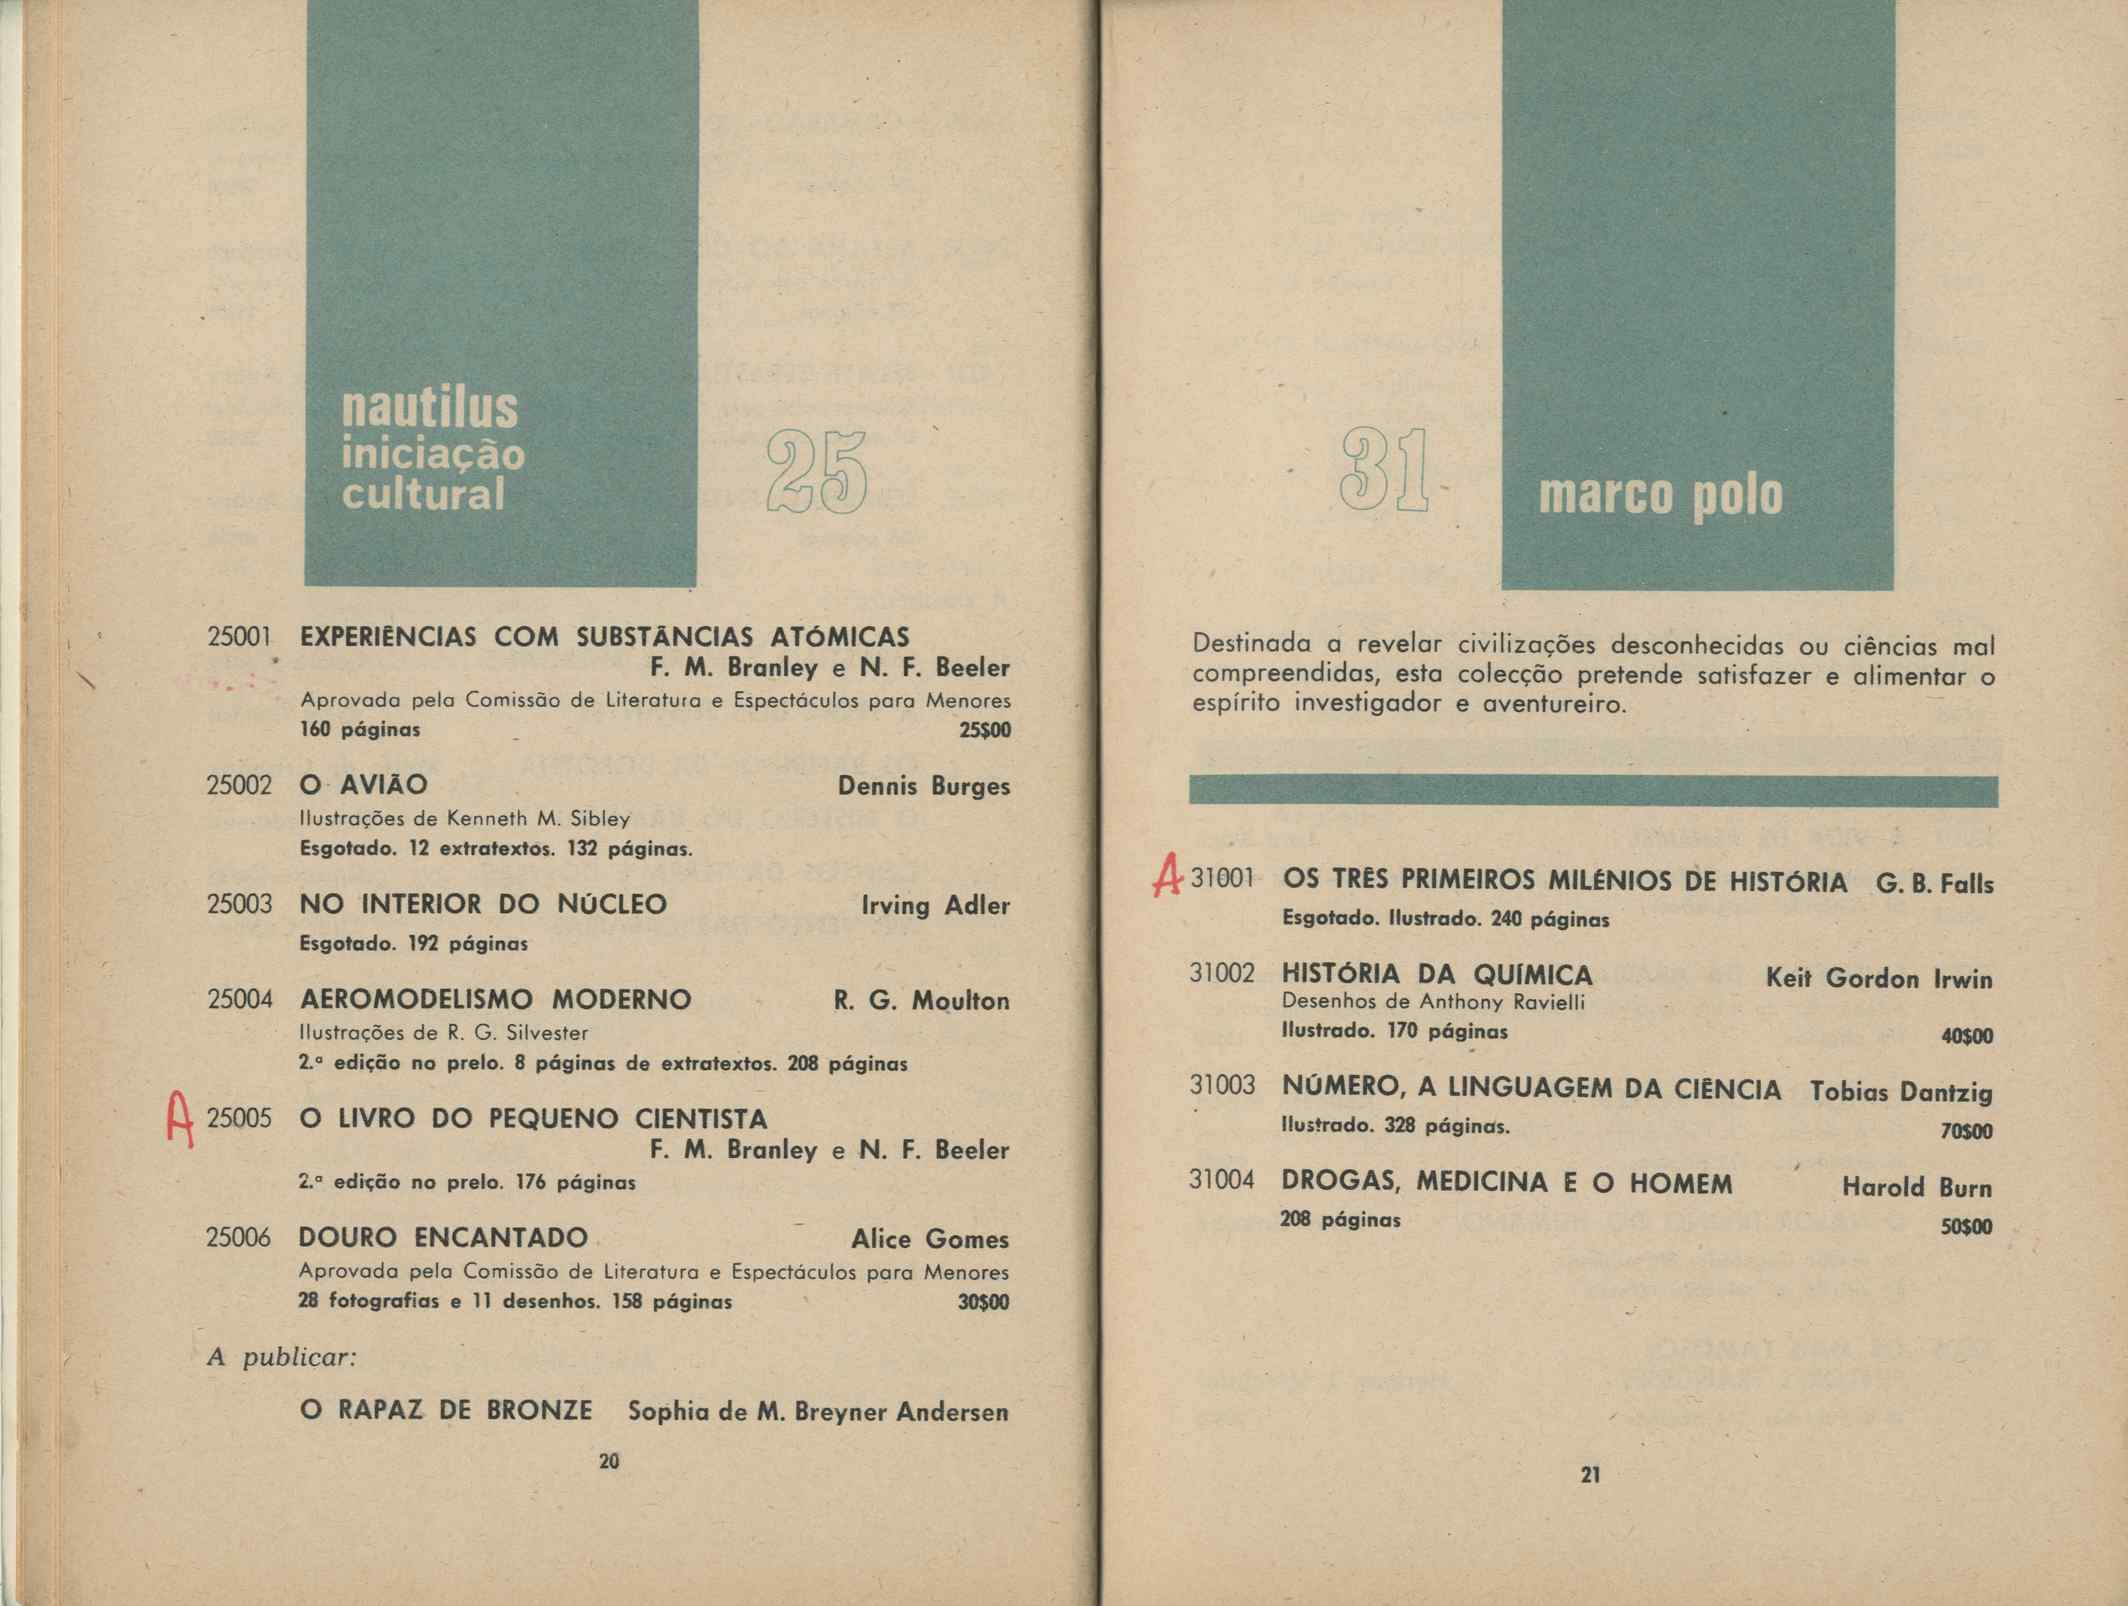 nautilus
iniciação
cultural
25
25001 EXPERIÊNCIAS COM SUBSTÂNCIAS ATÓMICAS
F. M. Branley e N. F. Beeler
Aprovada pela Comissão de Literatura e Espectáculos para Menores
160 páginas 25$00
25002 O AVIÃO Dennis Burges
Ilustrações de Kenneth M. Sibley
Esgotado. 12 extratextos. 132 páginas.
25003 NO INTERIOR DO NÚCLEO Irving Adler
Esgotado. 192 páginas
25004 AEROMODELISMO MODERNO R. G. Moulton
Ilustrações de R. G. Silvester
2.ª edição no prelo. 8 páginas de extratextos. 208 páginas
A 25005 O LIVRO DO PEQUENO CIENTISTA
F. M. Branley e N. F. Beeler
2.ª edição no prelo. 176 páginas
25006 DOURO ENCANTADO Alice Gomes
Aprovada pela Comissão de Literatura e Espectáculos para Menores
28 fotografias e 11 desenhos. 158 páginas 30$00
A publicar:
O RAPAZ DE BRONZE Sophia de M. Breyner Andersen
20
31
marco polo
Destinada a revelar civilizações desconhecidas ou ciências mal
compreendidas, esta colecção pretende satisfazer e alimentar o
espírito investigador e aventureiro.
A 31001 OS TRÊS PRIMEIROS MILÉNIOS DE HISTÓRIA G. B. Falls
Esgotado. Ilustrado. 240 páginas
31002 HISTÓRIA DA QUÍMICA Keit Gordon Irwin
Desenhos de Anthony Ravielli
Ilustrado. 170 páginas 40$00
31003 NÚMERO, A LINGUAGEM DA CIÊNCIA Tobias Dantzig
Ilustrado. 328 páginas. 70$00
31004 DROGAS, MEDICINA E O HOMEM Harold Burn
208 páginas 50$00
21